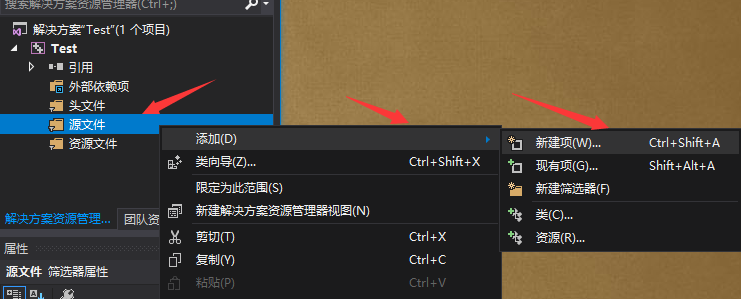 搜索解决方案资源管理器(Ctrl+;)
解决方案"Test"(1 个项目)
Test
引用
外部依赖项
头文件
源文件
资源文件
添加(D)
类向导(Z)... Ctrl+Shift+X
限定为此范围(S)
新建解决方案资源管理器视图(N)
剪切(T) Ctrl+X
复制(Y) Ctrl+C
粘贴(P) Ctrl+V
新建项(W)... Ctrl+Shift+A
现有项(G)... Shift+Alt+A
新建筛选器(F)
类(C)...
资源(R)...
解决方案资源管理... 团队资
属性
源文件 筛选器属性